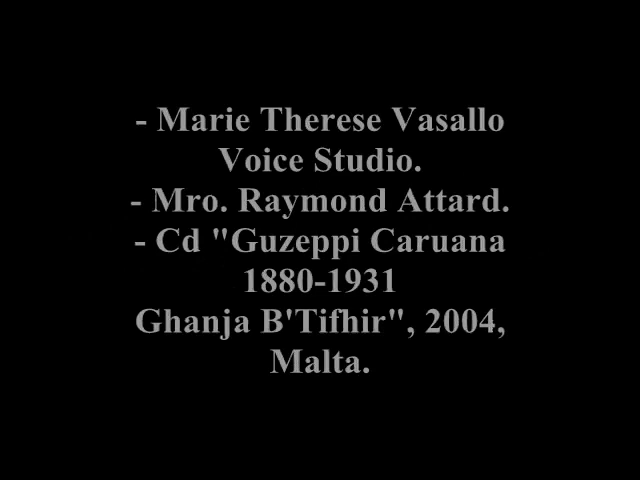 - Marie Therese Vasallo
Voice Studio.
- Mro. Raymond Attard.
- Cd "Guzeppi Caruana
1880-1931
Ghanja B'Tifhir", 2004,
Malta.